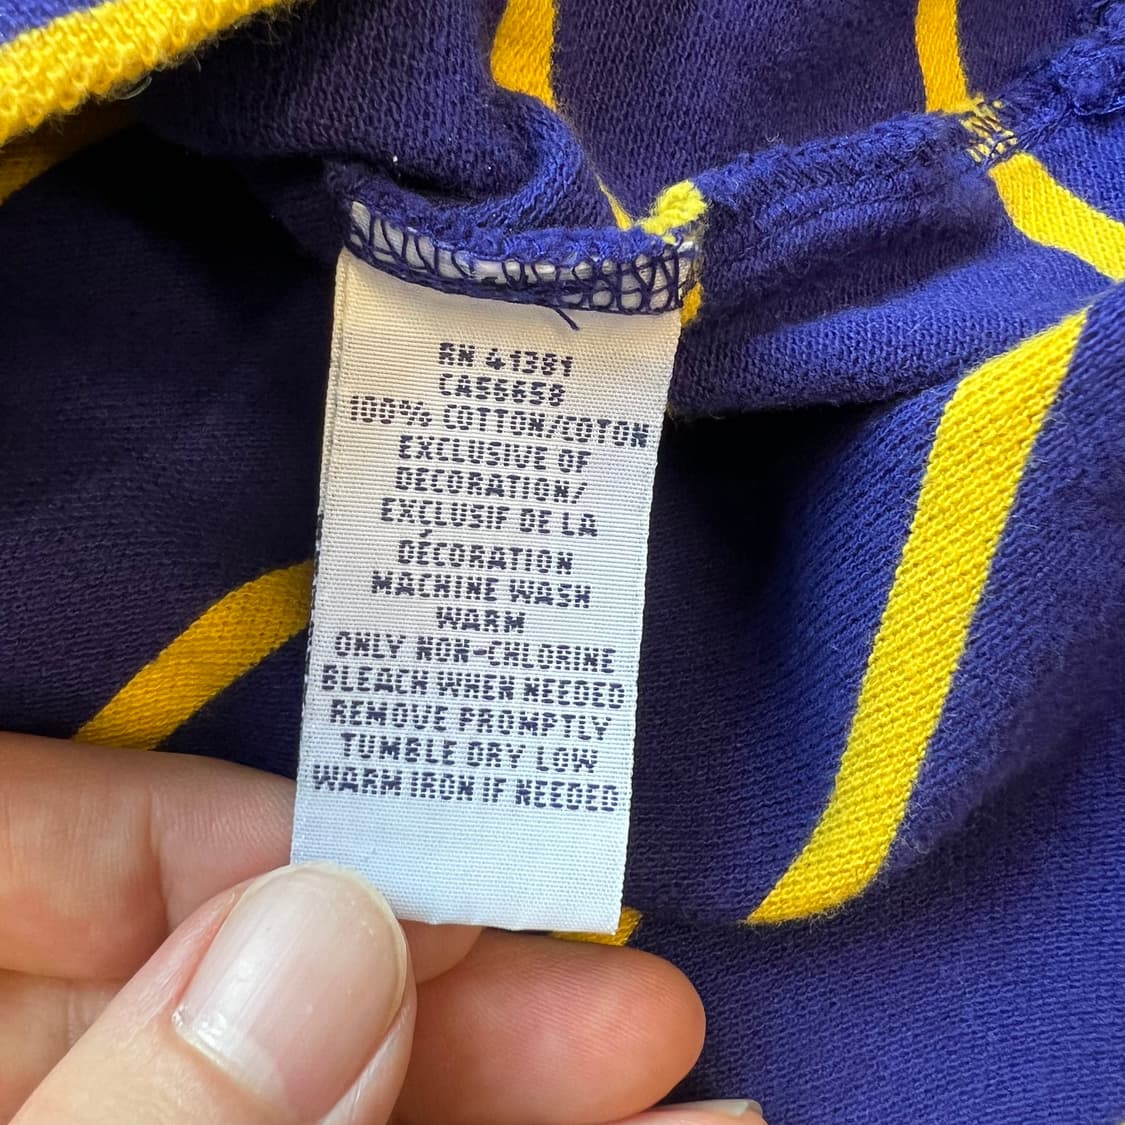 RN 41381
CA56658
100% COTTON/COTON
EXCLUSIVE OF
DECORATION/
EXÇLUSIF DE LA
DÉCORATION
MACHINE WASH
WARM
ONLY NON-CHLORINE
BLEACH WHEN NEEDED
REMOVE PROMPTLY
TUMBLE DRY LOW
WARM IRON IF NEEDED